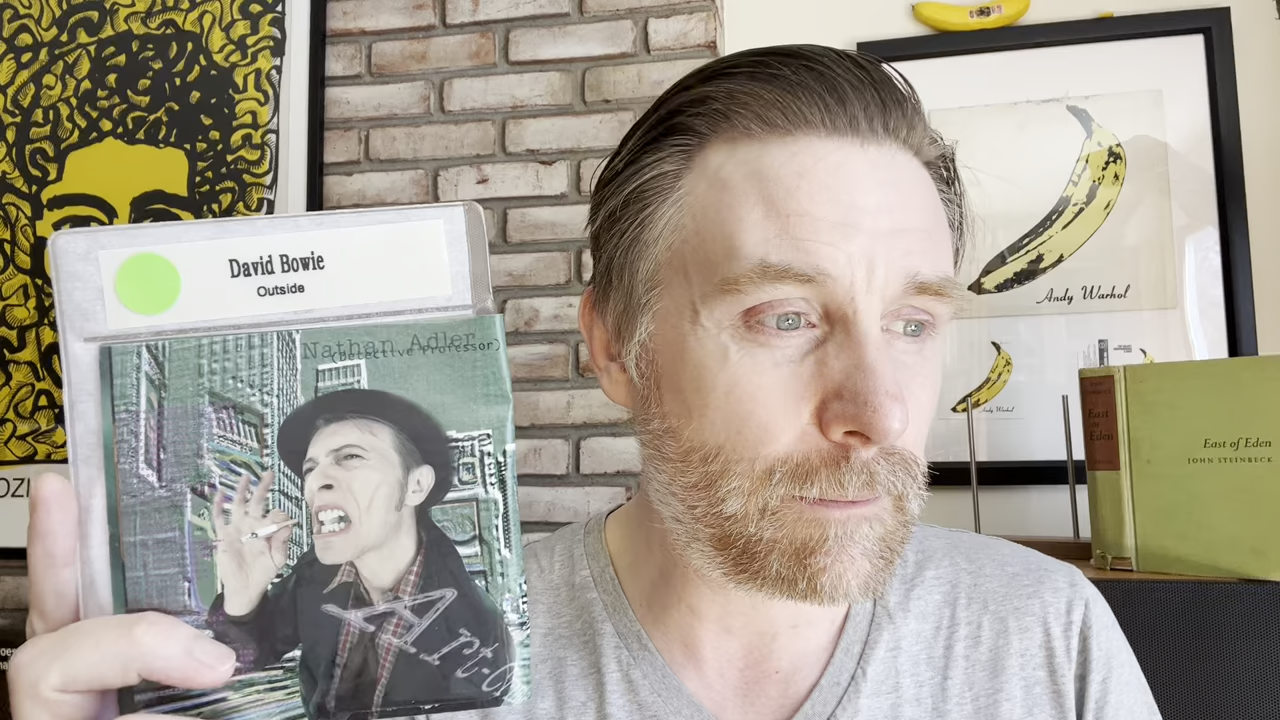 David Bowie
Outside
Nathan Adler
(Detective Professor)
Art-
Andy Warhol
Andy Warhol
East of Eden
East of Eden
JOHN STEINBECK